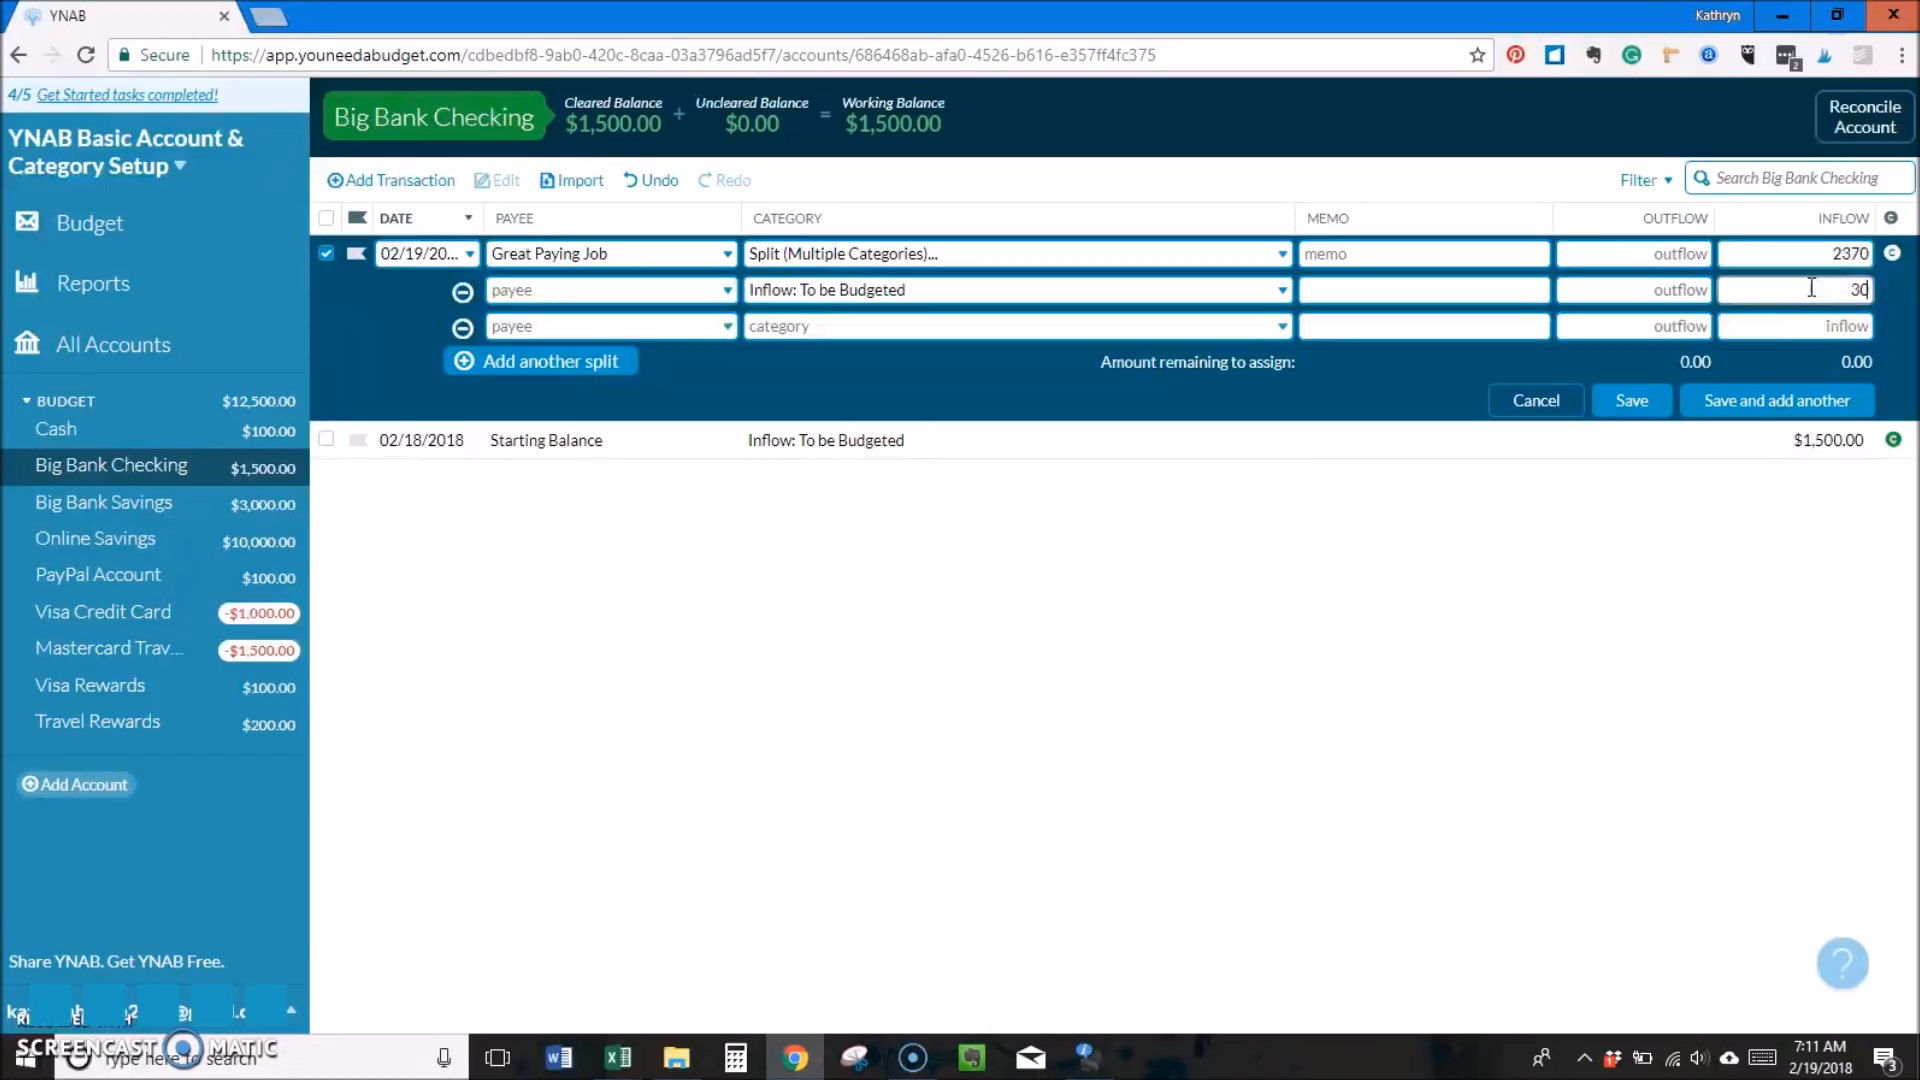 YNAB
Kathryn
Secure
https://app.youneedabudget.com/cdbedbf8-9ab0-420c-8caa-03a3796ad5f7/accounts/686468ab-afa0-4526-b616-e357ff4fc375
2
4/5 Get Started tasks completed!
YNAB Basic Account &
Category Setup
Budget
Reports
All Accounts
BUDGET $12,500.00
Cash $100.00
Big Bank Checking $1,500.00
Big Bank Savings $3,000.00
Online Savings $10,000.00
PayPal Account $100.00
Visa Credit Card -$1,000.00
Mastercard Trav... -$1,500.00
Visa Rewards $100.00
Travel Rewards $200.00
Add Account
Share YNAB. Get YNAB Free.
Big Bank Checking
Cleared Balance
$1,500.00
+
Uncleared Balance
$0.00
=
Working Balance
$1,500.00
Reconcile
Account
Add Transaction Edit Import Undo Redo
Filter Search Big Bank Checking
DATE PAYEE CATEGORY MEMO OUTFLOW INFLOW C
02/19/20... Great Paying Job Split (Multiple Categories)... memo outflow 2370 C
payee Inflow: To be Budgeted outflow 30
payee category outflow inflow
Add another split Amount remaining to assign: 0.00 0.00
Cancel Save Save and add another
02/18/2018 Starting Balance Inflow: To be Budgeted $1,500.00 C
?
SCREENCAST MATIC
Type here to search
7:11 AM
2/19/2018
3